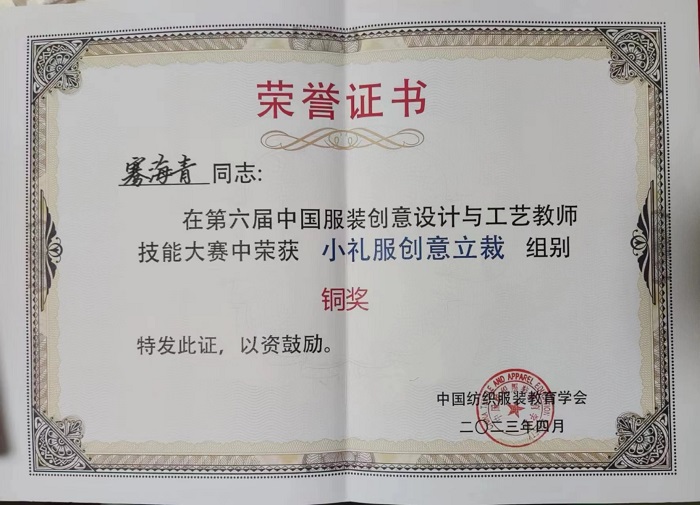 荣誉证书
骞海青 同志:
在第六届中国服装创意设计与工艺教师
技能大赛中荣获 小礼服创意立裁 组别
铜奖
特发此证，以资鼓励。
中国纺织服装教育学会
二〇二三年四月